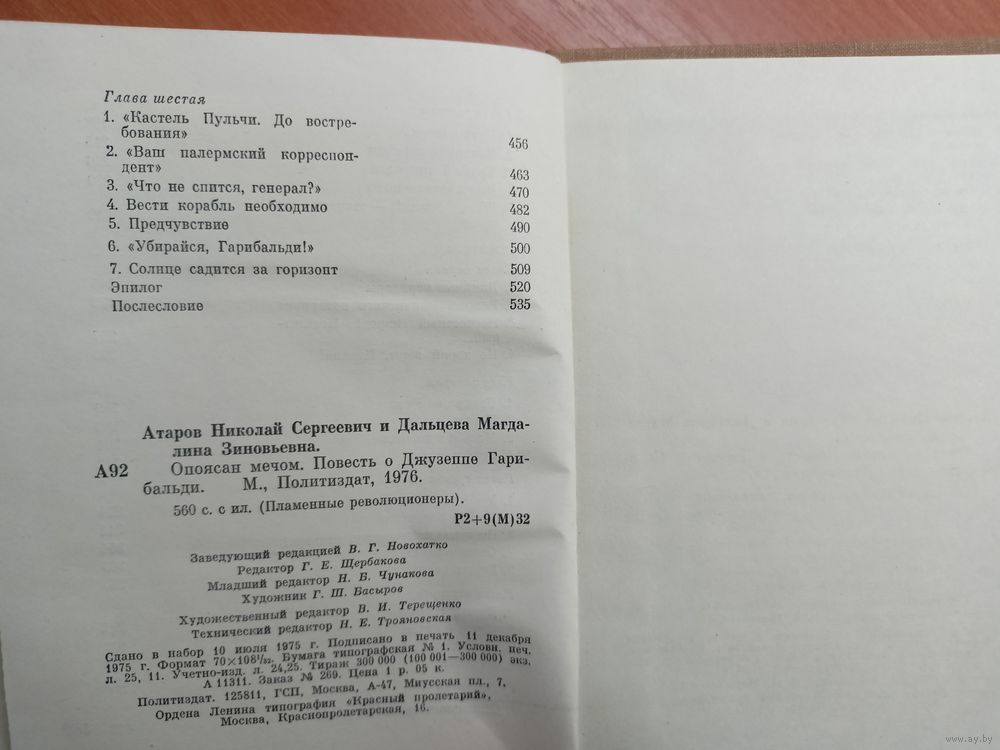 Глава шестая
1. «Кастель Пульчи. До востре-
бования» 456
2. «Ваш палермский корреспон-
дент» 463
3. «Что не спится, генерал?» 470
4. Вести корабль необходимо 482
5. Предчувствие 490
6. «Убирайся, Гарибальди!» 500
7. Солнце садится за горизонт 509
Эпилог 520
Послесловие 535
Атаров Николай Сергеевич и Дальцева Магда-
лина Зиновьевна.
А92 Опоясан мечом. Повесть о Джузеппе Гари-
бальди. М., Политиздат, 1976.
560 с. с ил. (Пламенные революционеры).
Р2+9(М)32
Заведующий редакцией В. Г. Новохатко
Редактор Г. Е. Щербакова
Младший редактор Н. Б. Чунакова
Художник Г. Ш. Басыров
Художественный редактор В. И. Терещенко
Технический редактор Н. Е. Трояновская
Сдано в набор 10 июля 1975 г. Подписано в печать 11 декабря
1975 г. Формат 70×108¹/₃₂. Бумага типографская № 1. Условн. печ.
л. 25, 11. Учетно-изд. л. 24,25. Тираж 300 000 (100 001—300 000) экз.
А 11311. Заказ № 269. Цена 1 р. 05 к.
Политиздат. 125811, ГСП, Москва, А-47, Миусская пл., 7,
Ордена Ленина типография «Красный пролетарий»,
Москва, Краснопролетарская, 16.
www.ay.by